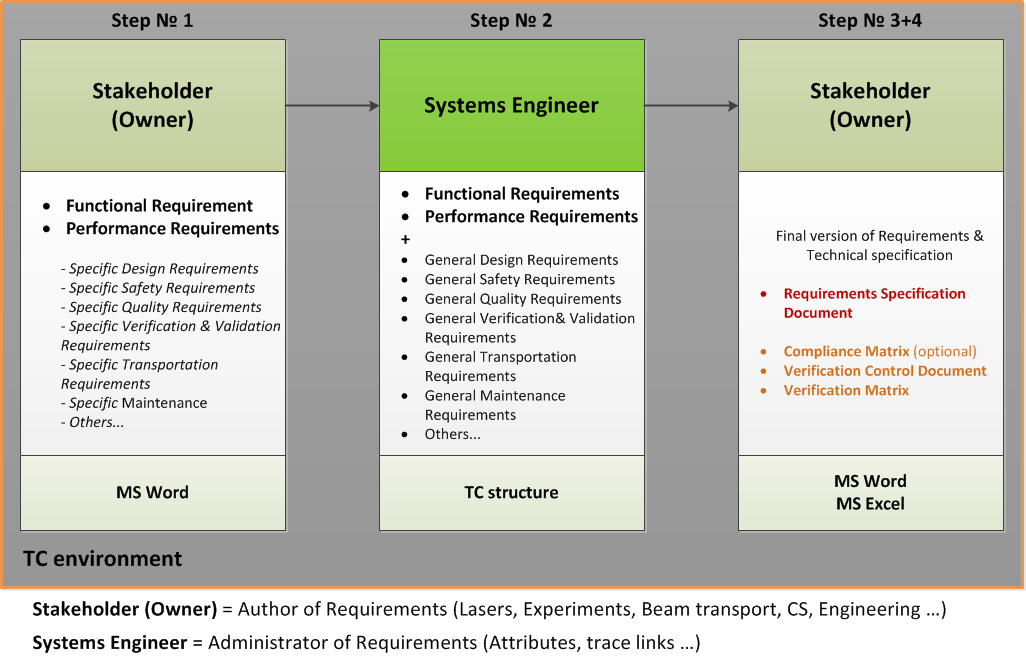 Step № 1
Step № 2
Step № 3+4
Stakeholder
(Owner)
Systems Engineer
Stakeholder
(Owner)
• Functional Requirement
• Performance Requirements
- Specific Design Requirements
- Specific Safety Requirements
- Specific Quality Requirements
- Specific Verification & Validation
Requirements
- Specific Transportation
Requirements
- Specific Maintenance
- Others...
• Functional Requirements
• Performance Requirements
+
• General Design Requirements
• General Safety Requirements
• General Quality Requirements
• General Verification& Validation
Requirements
• General Transportation
Requirements
• General Maintenance
Requirements
• Others...
Final version of Requirements &
Technical specification
• Requirements Specification
Document
• Compliance Matrix (optional)
• Verification Control Document
• Verification Matrix
MS Word
TC structure
MS Word
MS Excel
TC environment
Stakeholder (Owner) = Author of Requirements (Lasers, Experiments, Beam transport, CS, Engineering …)
Systems Engineer = Administrator of Requirements (Attributes, trace links …)